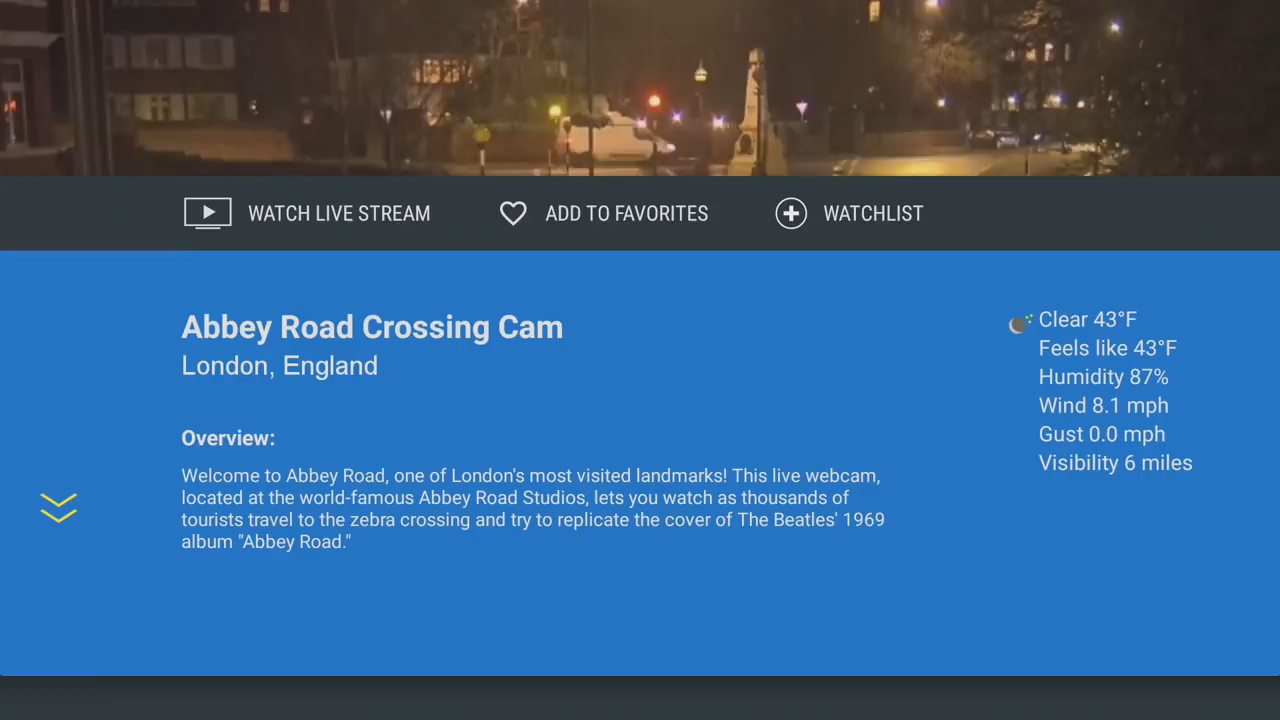 WATCH LIVE STREAM
ADD TO FAVORITES
WATCHLIST
Abbey Road Crossing Cam
London, England
Overview:
Welcome to Abbey Road, one of London's most visited landmarks! This live webcam,
located at the world-famous Abbey Road Studios, lets you watch as thousands of
tourists travel to the zebra crossing and try to replicate the cover of The Beatles' 1969
album "Abbey Road."
Clear 43°F
Feels like 43°F
Humidity 87%
Wind 8.1 mph
Gust 0.0 mph
Visibility 6 miles